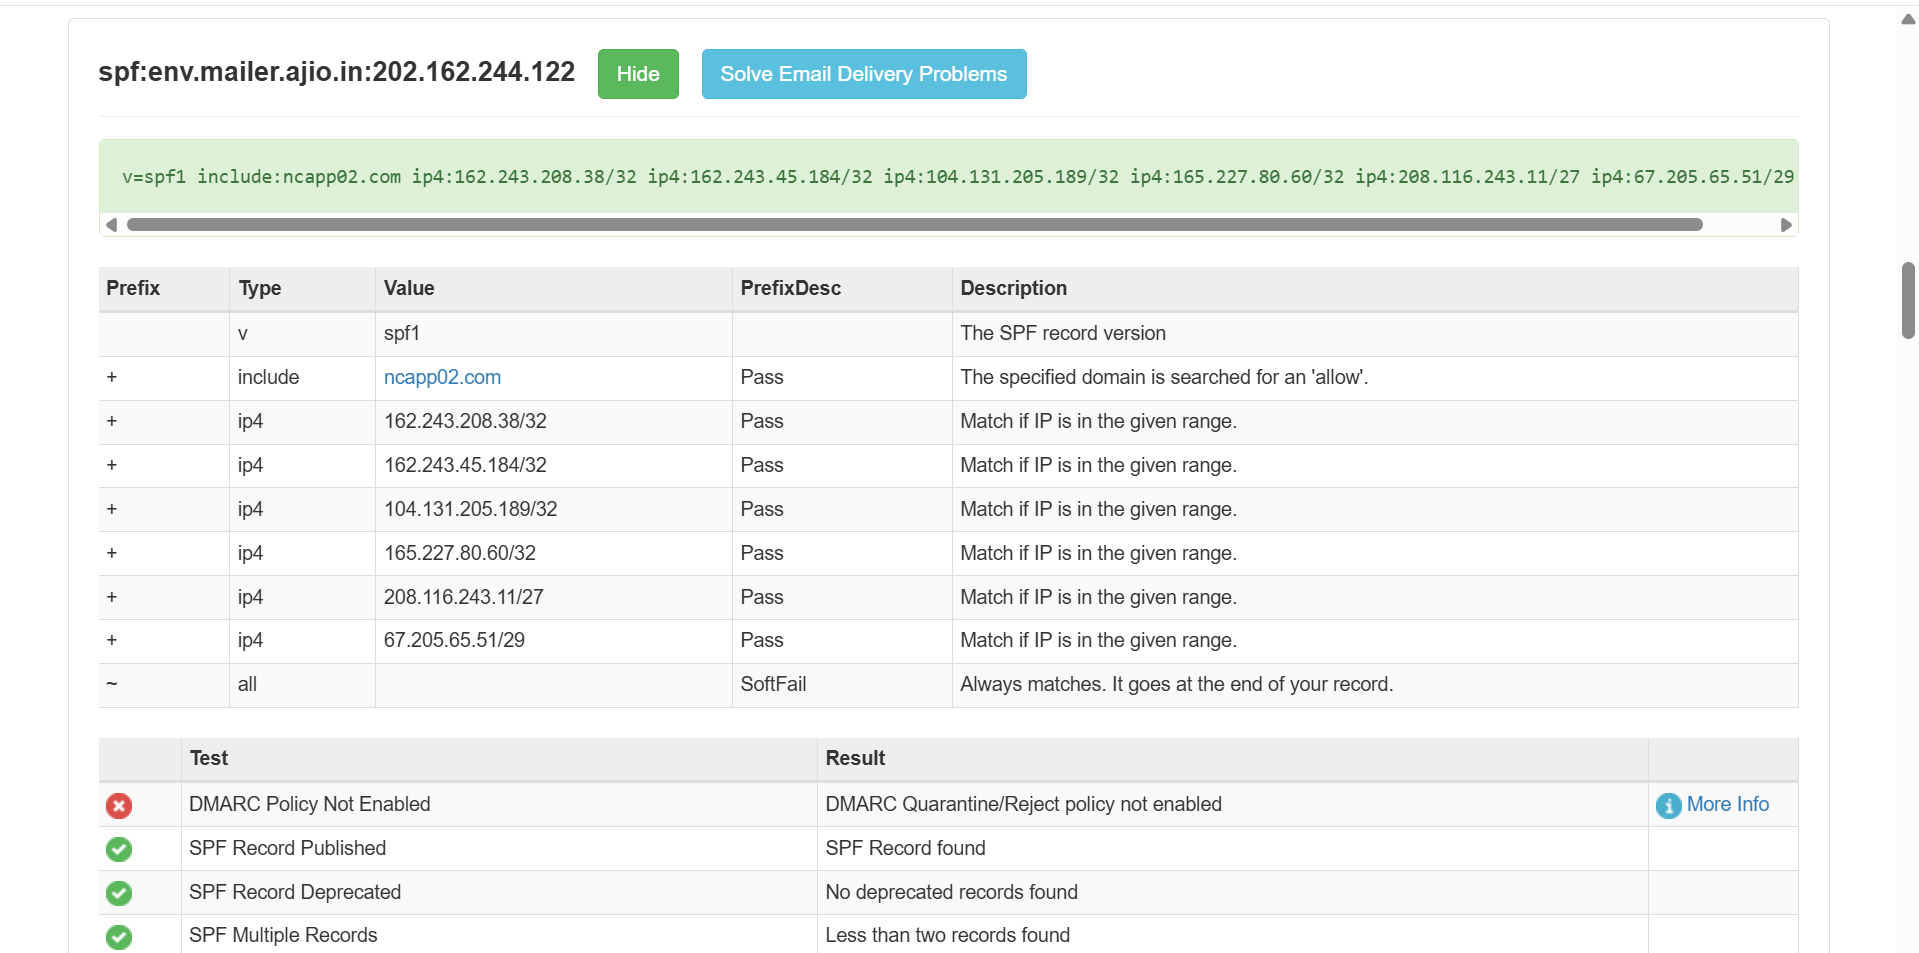 spf:env.mailer.ajio.in:202.162.244.122 Hide Solve Email Delivery Problems
v=spf1 include:ncapp02.com ip4:162.243.208.38/32 ip4:162.243.45.184/32 ip4:104.131.205.189/32 ip4:165.227.80.60/32 ip4:208.116.243.11/27 ip4:67.205.65.51/29
Prefix Type Value PrefixDesc Description
v spf1 The SPF record version
+ include ncapp02.com Pass The specified domain is searched for an 'allow'.
+ ip4 162.243.208.38/32 Pass Match if IP is in the given range.
+ ip4 162.243.45.184/32 Pass Match if IP is in the given range.
+ ip4 104.131.205.189/32 Pass Match if IP is in the given range.
+ ip4 165.227.80.60/32 Pass Match if IP is in the given range.
+ ip4 208.116.243.11/27 Pass Match if IP is in the given range.
+ ip4 67.205.65.51/29 Pass Match if IP is in the given range.
~ all SoftFail Always matches. It goes at the end of your record.
Test Result
DMARC Policy Not Enabled DMARC Quarantine/Reject policy not enabled More Info
SPF Record Published SPF Record found
SPF Record Deprecated No deprecated records found
SPF Multiple Records Less than two records found